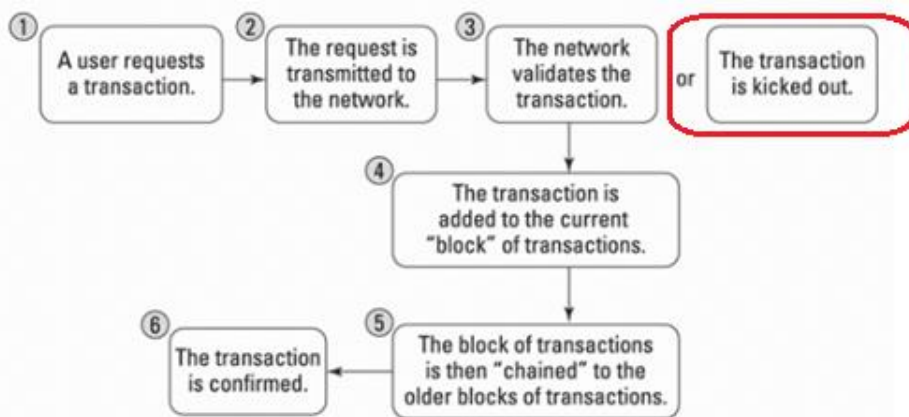 1
A user requests
a transaction.
2
The request is
transmitted to
the network.
3
The network
validates the
transaction.
or
The transaction
is kicked out.
4
The transaction is
added to the current
“block” of transactions.
5
The block of transactions
is then “chained” to the
older blocks of transactions.
6
The transaction
is confirmed.